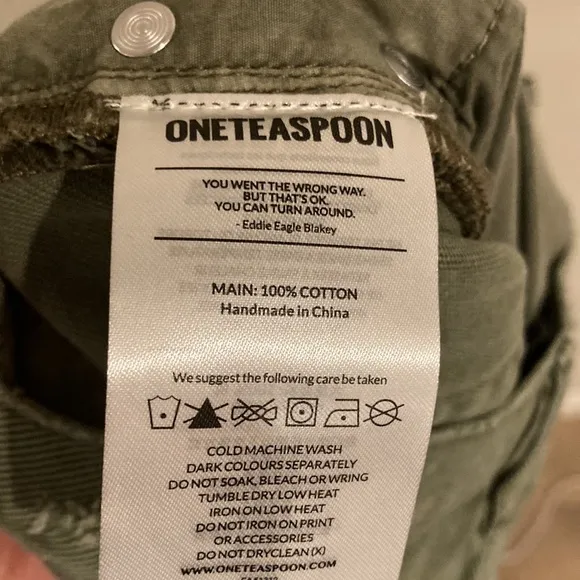 ONETEASPOON
YOU WENT THE WRONG WAY.
BUT THAT'S OK.
YOU CAN TURN AROUND.
- Eddie Eagle Blakey
MAIN: 100% COTTON
Handmade in China
We suggest the following care be taken
COLD MACHINE WASH
DARK COLOURS SEPARATELY
DO NOT SOAK, BLEACH OR WRING
TUMBLE DRY LOW HEAT
IRON ON LOW HEAT
DO NOT IRON ON PRINT
OR ACCESSORIES
DO NOT DRYCLEAN (X)
WWW.ONETEASPOON.COM